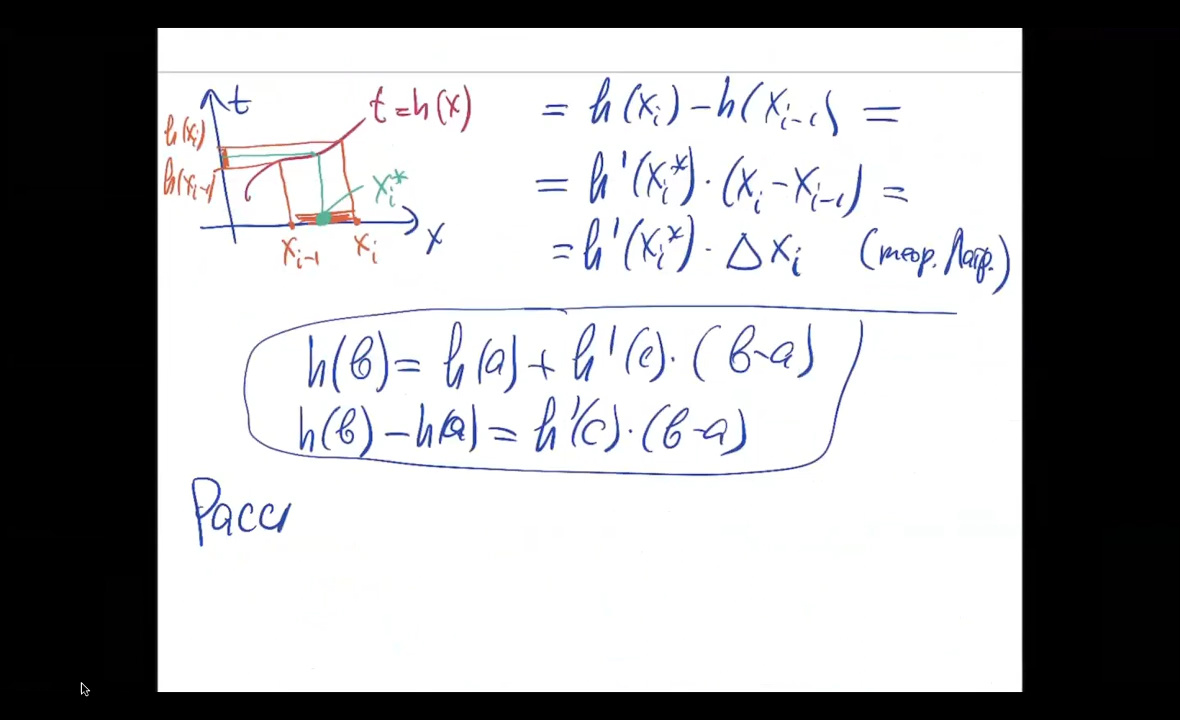 t
t=h(x)
h(xᵢ)
h(xᵢ₋₁)
xᵢ*
xᵢ₋₁
xᵢ
x
= h(xᵢ) - h(xᵢ₋₁) =
= h'(xᵢ*) · (xᵢ - xᵢ₋₁) =
= h'(xᵢ*) · Δxᵢ (теор. Лагр.)
h(в) = h(a) + h'(c) · (в-a)
h(в) - h(a) = h'(c) · (в-a)
Расс